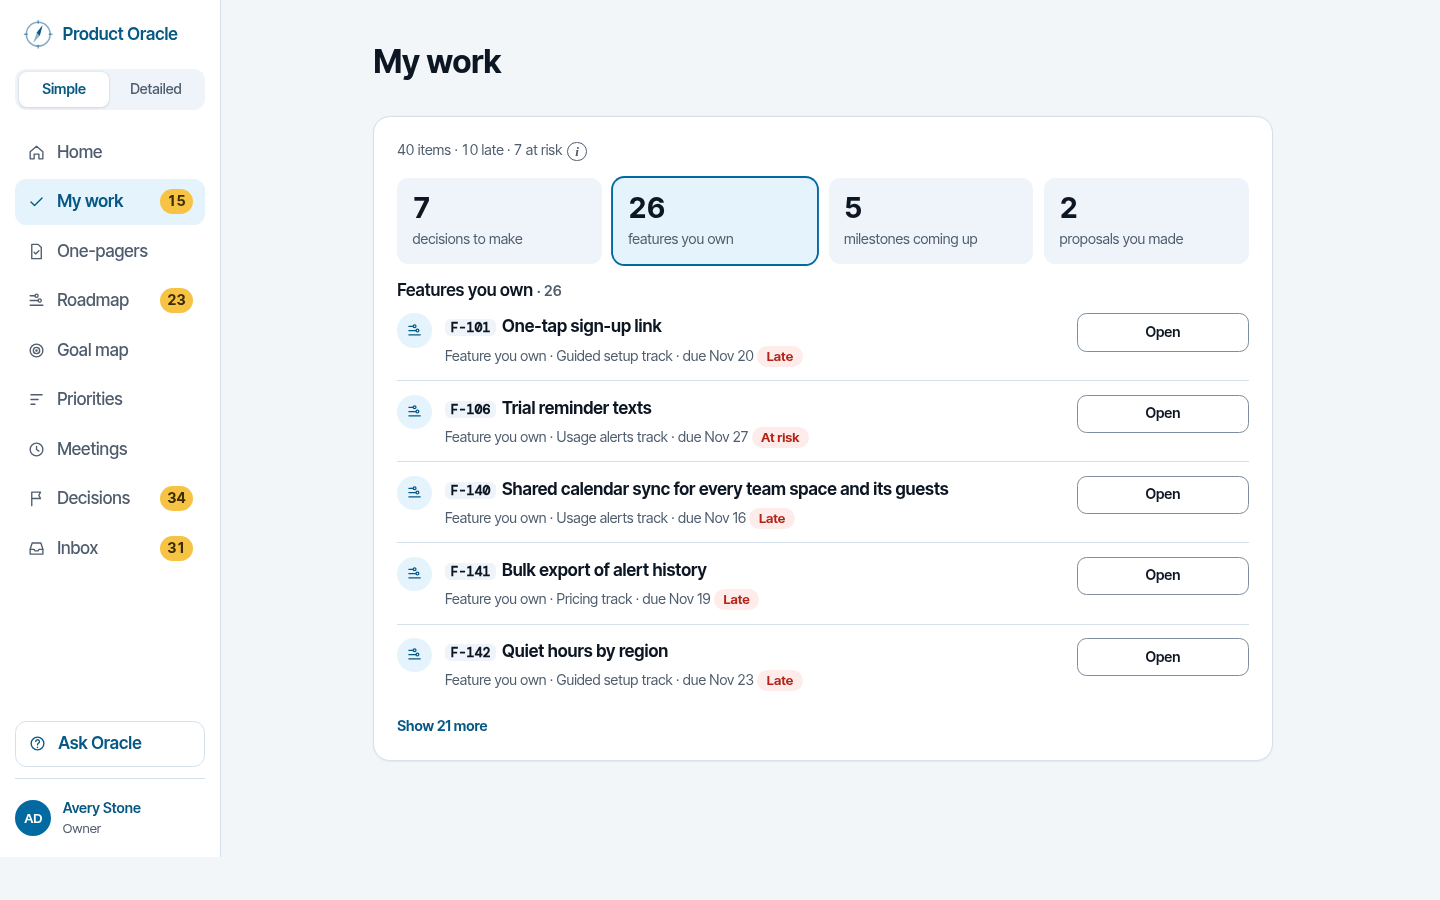 Product Oracle
Simple Detailed
Home
My work 15
One-pagers
Roadmap 23
Goal map
Priorities
Meetings
Decisions 34
Inbox 31
Ask Oracle
AD
Avery Stone
Owner
My work
40 items · 10 late · 7 at risk i
7
decisions to make
26
features you own
5
milestones coming up
2
proposals you made
Features you own · 26
F-101 One-tap sign-up link
Feature you own · Guided setup track · due Nov 20 Late
Open
F-106 Trial reminder texts
Feature you own · Usage alerts track · due Nov 27 At risk
Open
F-140 Shared calendar sync for every team space and its guests
Feature you own · Usage alerts track · due Nov 16 Late
Open
F-141 Bulk export of alert history
Feature you own · Pricing track · due Nov 19 Late
Open
F-142 Quiet hours by region
Feature you own · Guided setup track · due Nov 23 Late
Open
Show 21 more